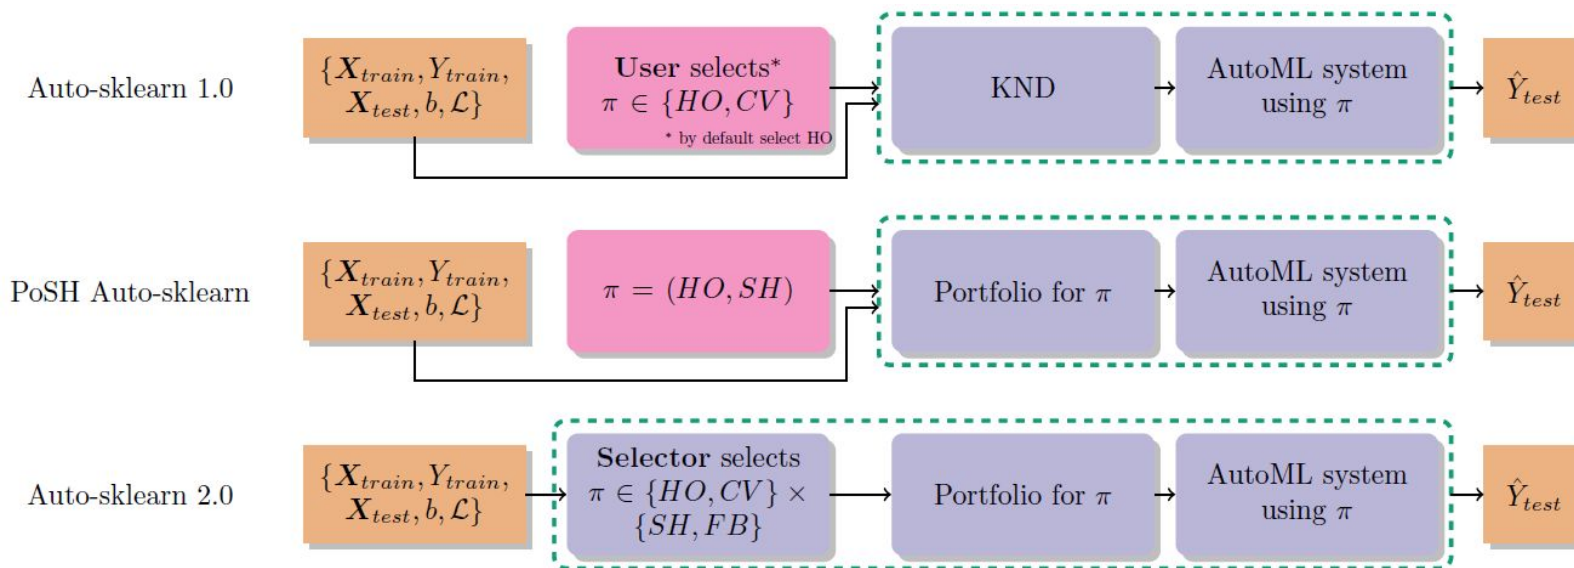 Auto-sklearn 1.0
{X_train, Y_train,
X_test, b, ℒ}
User selects*
π ∈ {HO, CV}
* by default select HO
KND
AutoML system
using π
Ŷ_test
PoSH Auto-sklearn
{X_train, Y_train,
X_test, b, ℒ}
π = (HO, SH)
Portfolio for π
AutoML system
using π
Ŷ_test
Auto-sklearn 2.0
{X_train, Y_train,
X_test, b, ℒ}
Selector selects
π ∈ {HO, CV} ×
{SH, FB}
Portfolio for π
AutoML system
using π
Ŷ_test